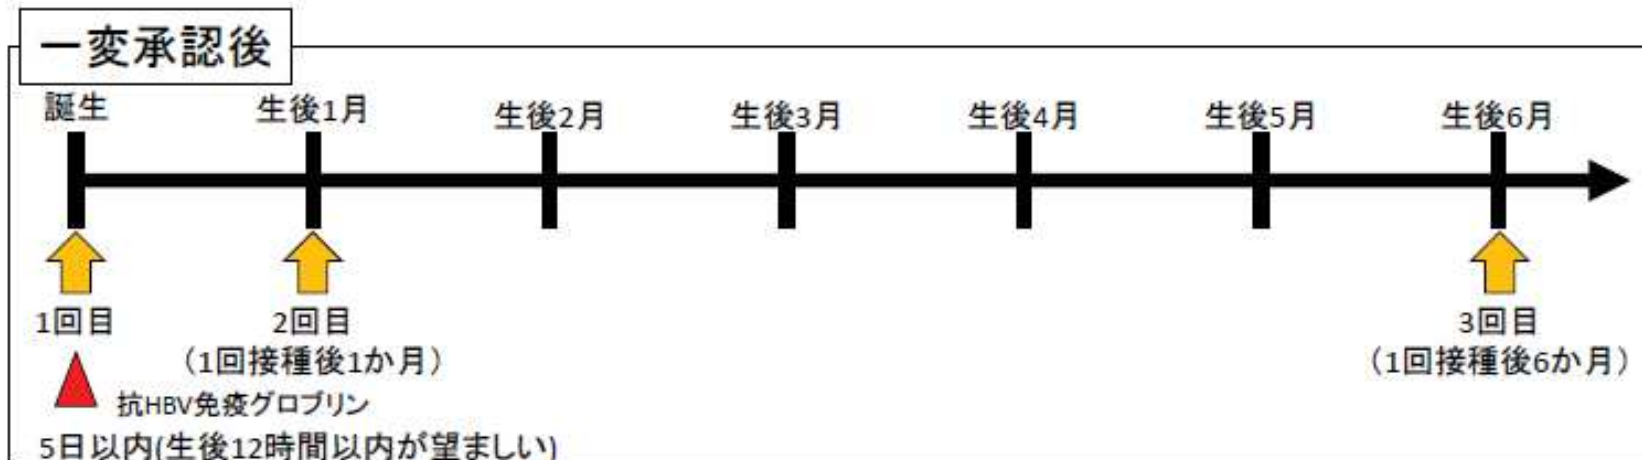 一変承認後
誕生
生後1月
生後2月
生後3月
生後4月
生後5月
生後6月
1回目
2回目
(1回接種後1か月)
3回目
(1回接種後6か月)
抗HBV免疫グロブリン
5日以内(生後12時間以内が望ましい)